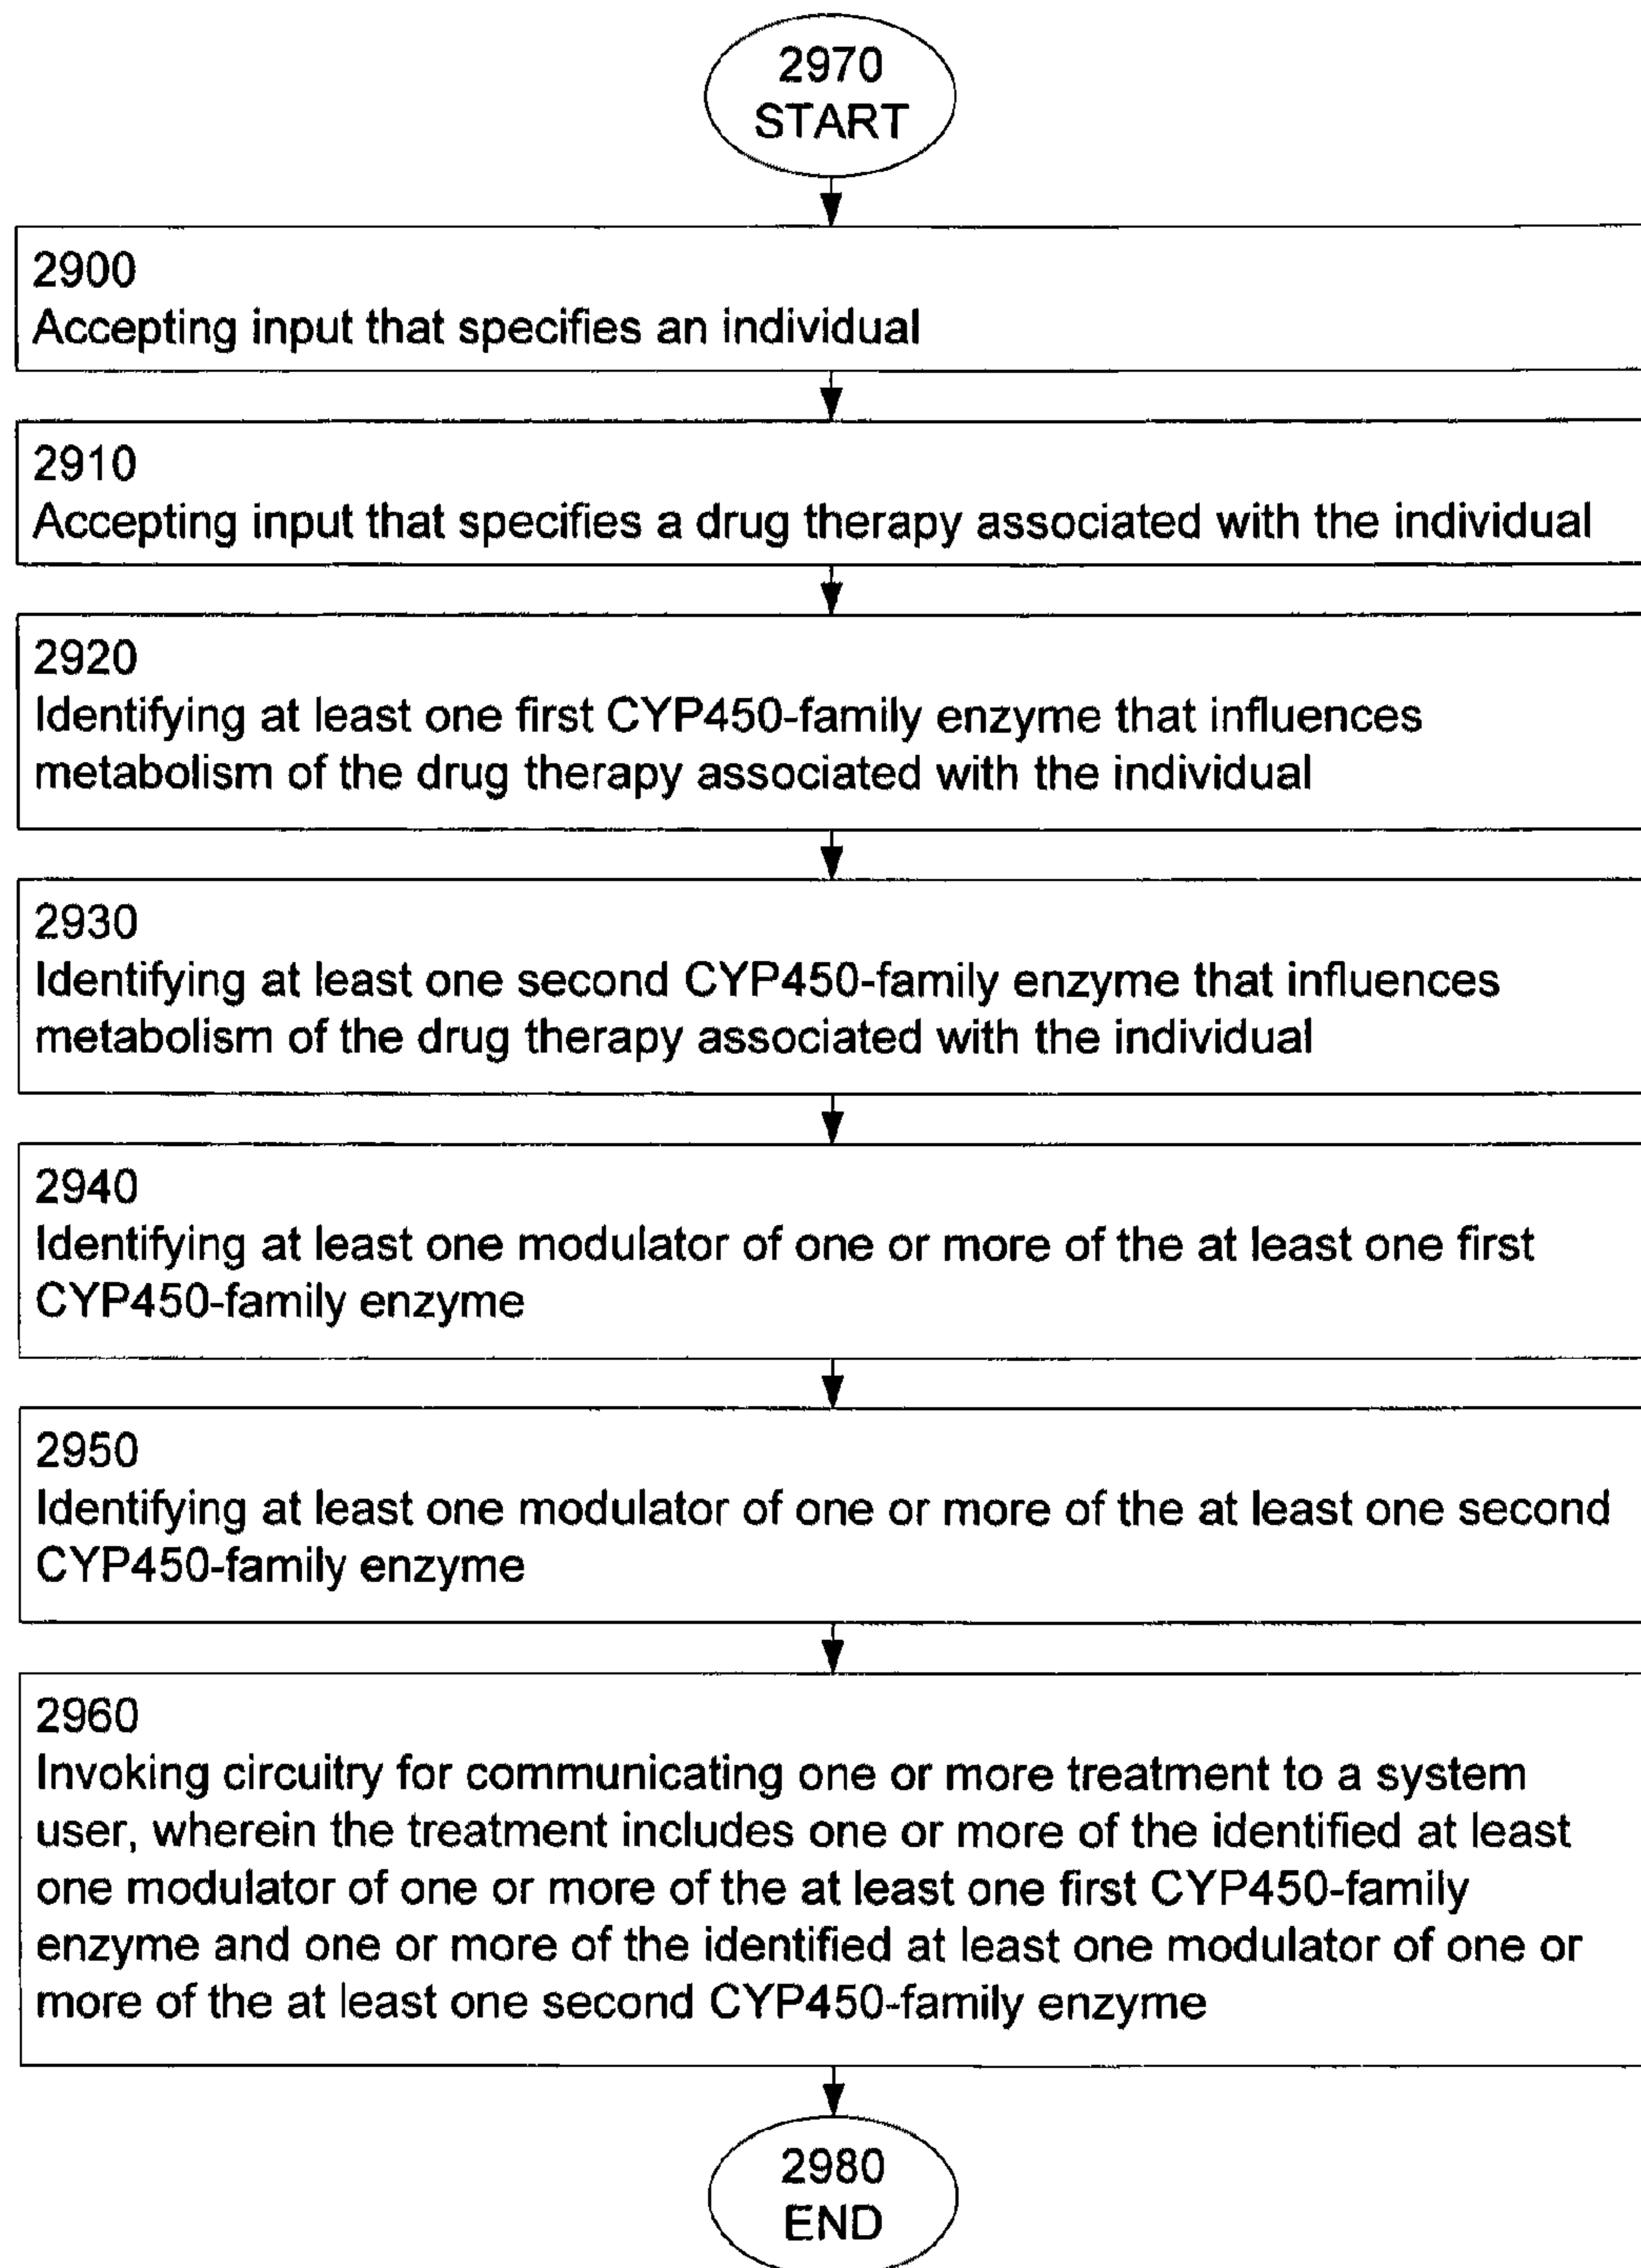 2970
START
2900
Accepting input that specifies an individual
2910
Accepting input that specifies a drug therapy associated with the individual
2920
Identifying at least one first CYP450-family enzyme that influences
metabolism of the drug therapy associated with the individual
2930
Identifying at least one second CYP450-family enzyme that influences
metabolism of the drug therapy associated with the individual
2940
Identifying at least one modulator of one or more of the at least one first
CYP450-family enzyme
2950
Identifying at least one modulator of one or more of the at least one second
CYP450-family enzyme
2960
Invoking circuitry for communicating one or more treatment to a system
user, wherein the treatment includes one or more of the identified at least
one modulator of one or more of the at least one first CYP450-family
enzyme and one or more of the identified at least one modulator of one or
more of the at least one second CYP450-family enzyme
2980
END